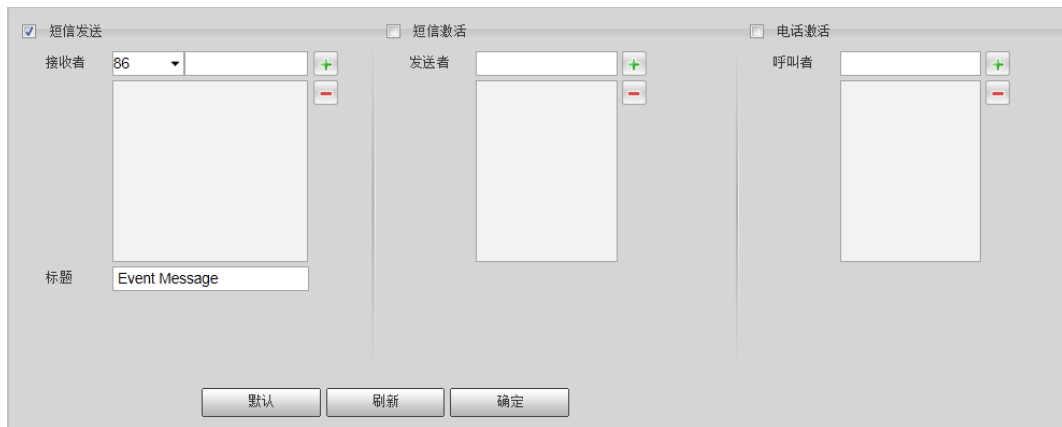 短信发送 短信激活 电话激活
接收者 86 发送者 呼叫者
标题 Event Message
默认 刷新 确定